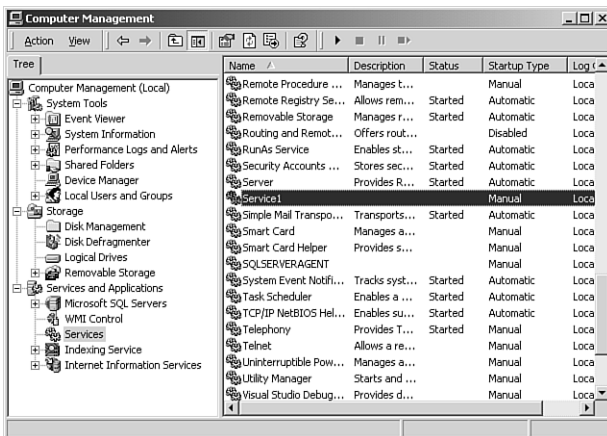 Computer Management
Action View
Tree
Computer Management (Local)
System Tools
Event Viewer
System Information
Performance Logs and Alerts
Shared Folders
Device Manager
Local Users and Groups
Storage
Disk Management
Disk Defragmenter
Logical Drives
Removable Storage
Services and Applications
Microsoft SQL Servers
WMI Control
Services
Indexing Service
Internet Information Services
Name Description Status Startup Type Log
Remote Procedure ... Manages t... Manual Loca
Remote Registry Se... Allows rem... Started Automatic Loca
Removable Storage Manages r... Started Automatic Loca
Routing and Remot... Offers rout... Disabled Loca
RunAs Service Enables st... Started Automatic Loca
Security Accounts ... Stores sec... Started Automatic Loca
Server Provides R... Started Automatic Loca
Service1 Manual Loca
Simple Mail Transpo... Transports... Started Automatic Loca
Smart Card Manages a... Manual Loca
Smart Card Helper Provides s... Manual Loca
SQLSERVERAGENT Manual Loca
System Event Notifi... Tracks syst... Started Automatic Loca
Task Scheduler Enables a ... Started Automatic Loca
TCP/IP NetBIOS Hel... Enables su... Started Automatic Loca
Telephony Provides T... Started Manual Loca
Telnet Allows a re... Manual Loca
Uninterruptible Pow... Manages a... Manual Loca
Utility Manager Starts and ... Manual Loca
Visual Studio Debug... Provides d... Manual Loca